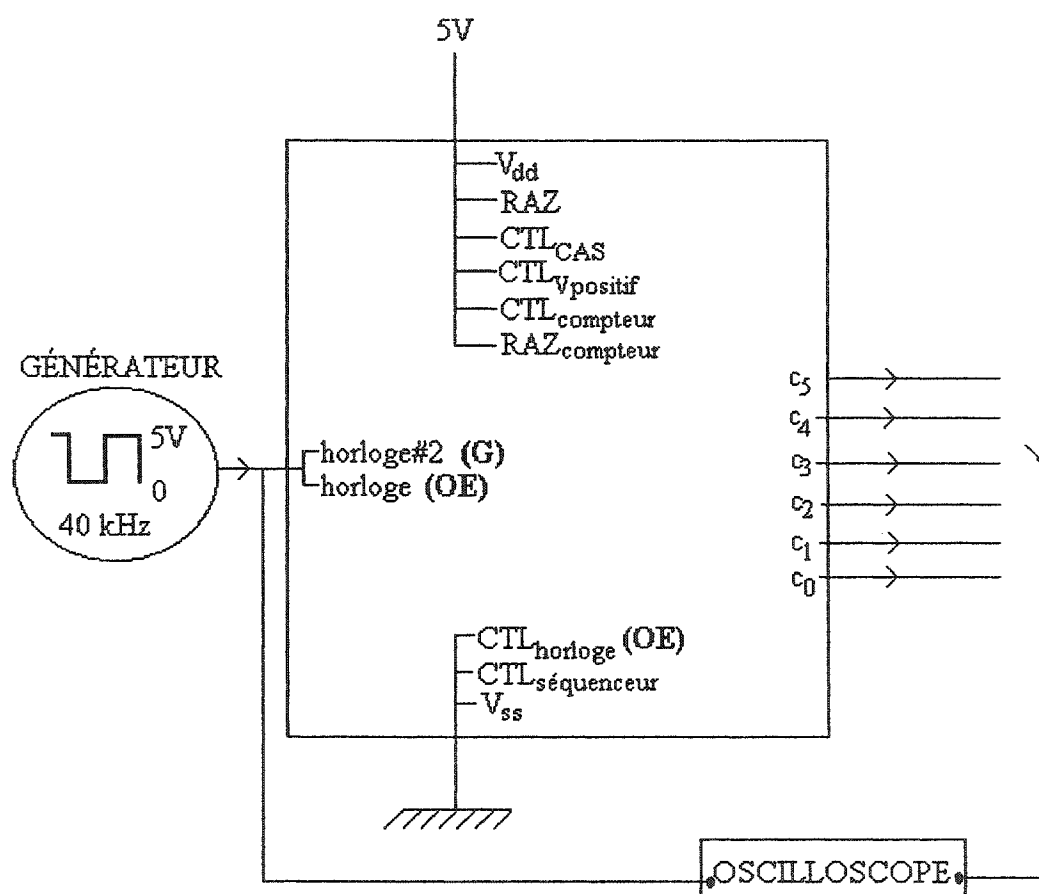 5V
Vdd
RAZ
CTLCAS
CTLVpositif
CTLcompteur
RAZcompteur
GÉNÉRATEUR
5V
0
40 kHz
horloge#2 (G)
horloge (OE)
c5
c4
c3
c2
c1
c0
CTLhorloge (OE)
CTLséquenceur
Vss
OSCILLOSCOPE